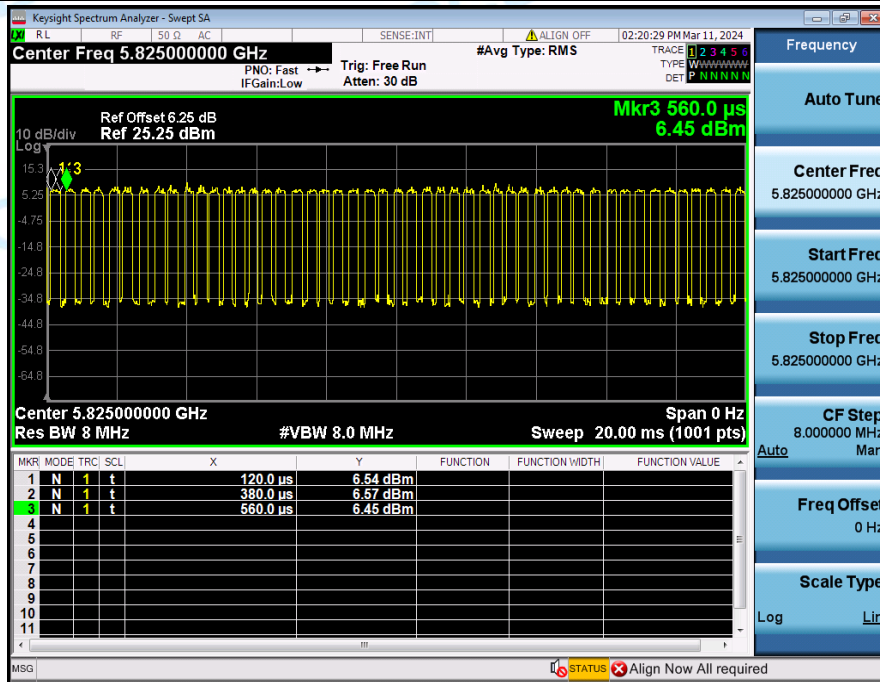 Keysight Spectrum Analyzer - Swept SA
LXI RL RF 50 Ω AC SENSE:INT ALIGN OFF 02:20:29 PM Mar 11, 2024
Center Freq 5.825000000 GHz
PNO: Fast
IFGain:Low
Trig: Free Run
Atten: 30 dB
#Avg Type: RMS
TRACE 1 2 3 4 5 6
TYPE W W W W W W
DET P N N N N N
Ref Offset 6.25 dB
10 dB/div Ref 25.25 dBm
Log
Mkr3 560.0 µs
6.45 dBm
15.3
5.25
-4.75
-14.8
-24.8
-34.8
-44.8
-54.8
-64.8
3
Center 5.825000000 GHz Span 0 Hz
Res BW 8 MHz #VBW 8.0 MHz Sweep 20.00 ms (1001 pts)
MKR MODE TRC SCL X Y FUNCTION FUNCTION WIDTH FUNCTION VALUE
1 N 1 t 120.0 µs 6.54 dBm
2 N 1 t 380.0 µs 6.57 dBm
3 N 1 t 560.0 µs 6.45 dBm
4
5
6
7
8
9
10
11
MSG STATUS Align Now All required
Frequency
Auto Tune
Center Freq
5.825000000 GHz
Start Freq
5.825000000 GHz
Stop Freq
5.825000000 GHz
CF Step
8.000000 MHz
Auto Man
Freq Offset
0 Hz
Scale Type
Log Lin